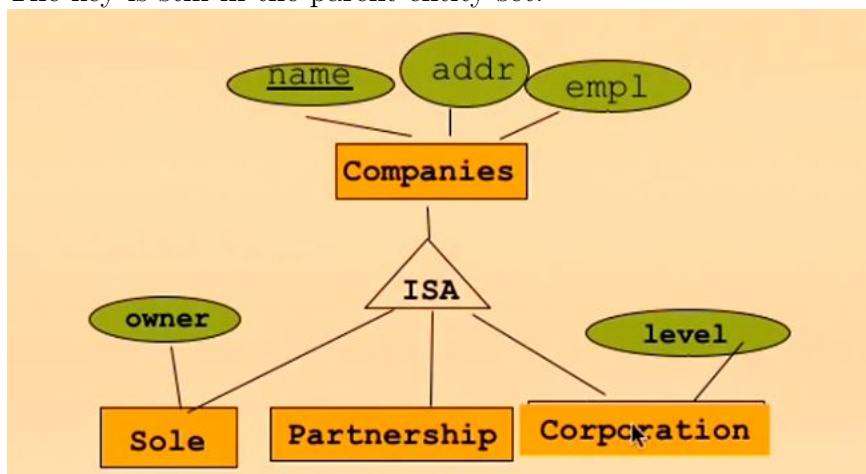 The key is still in the parent entity set.
name
addr
empl
Companies
ISA
owner
level
Sole
Partnership
Corporation